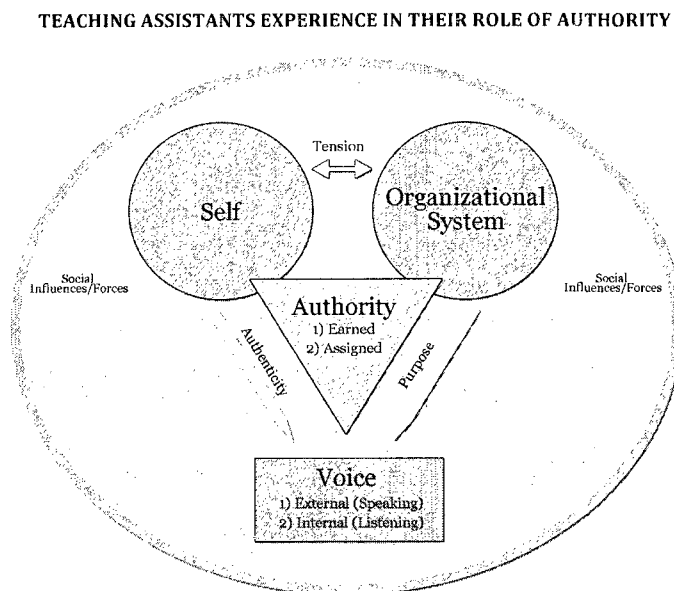 TEACHING ASSISTANTS EXPERIENCE IN THEIR ROLE OF AUTHORITY
Tension
Self
Organizational
System
Social
Influences/Forces
Social
Influences/Forces
Authority
1) Earned
2) Assigned
Authenticity
Purpose
Voice
1) External (Speaking)
2) Internal (Listening)